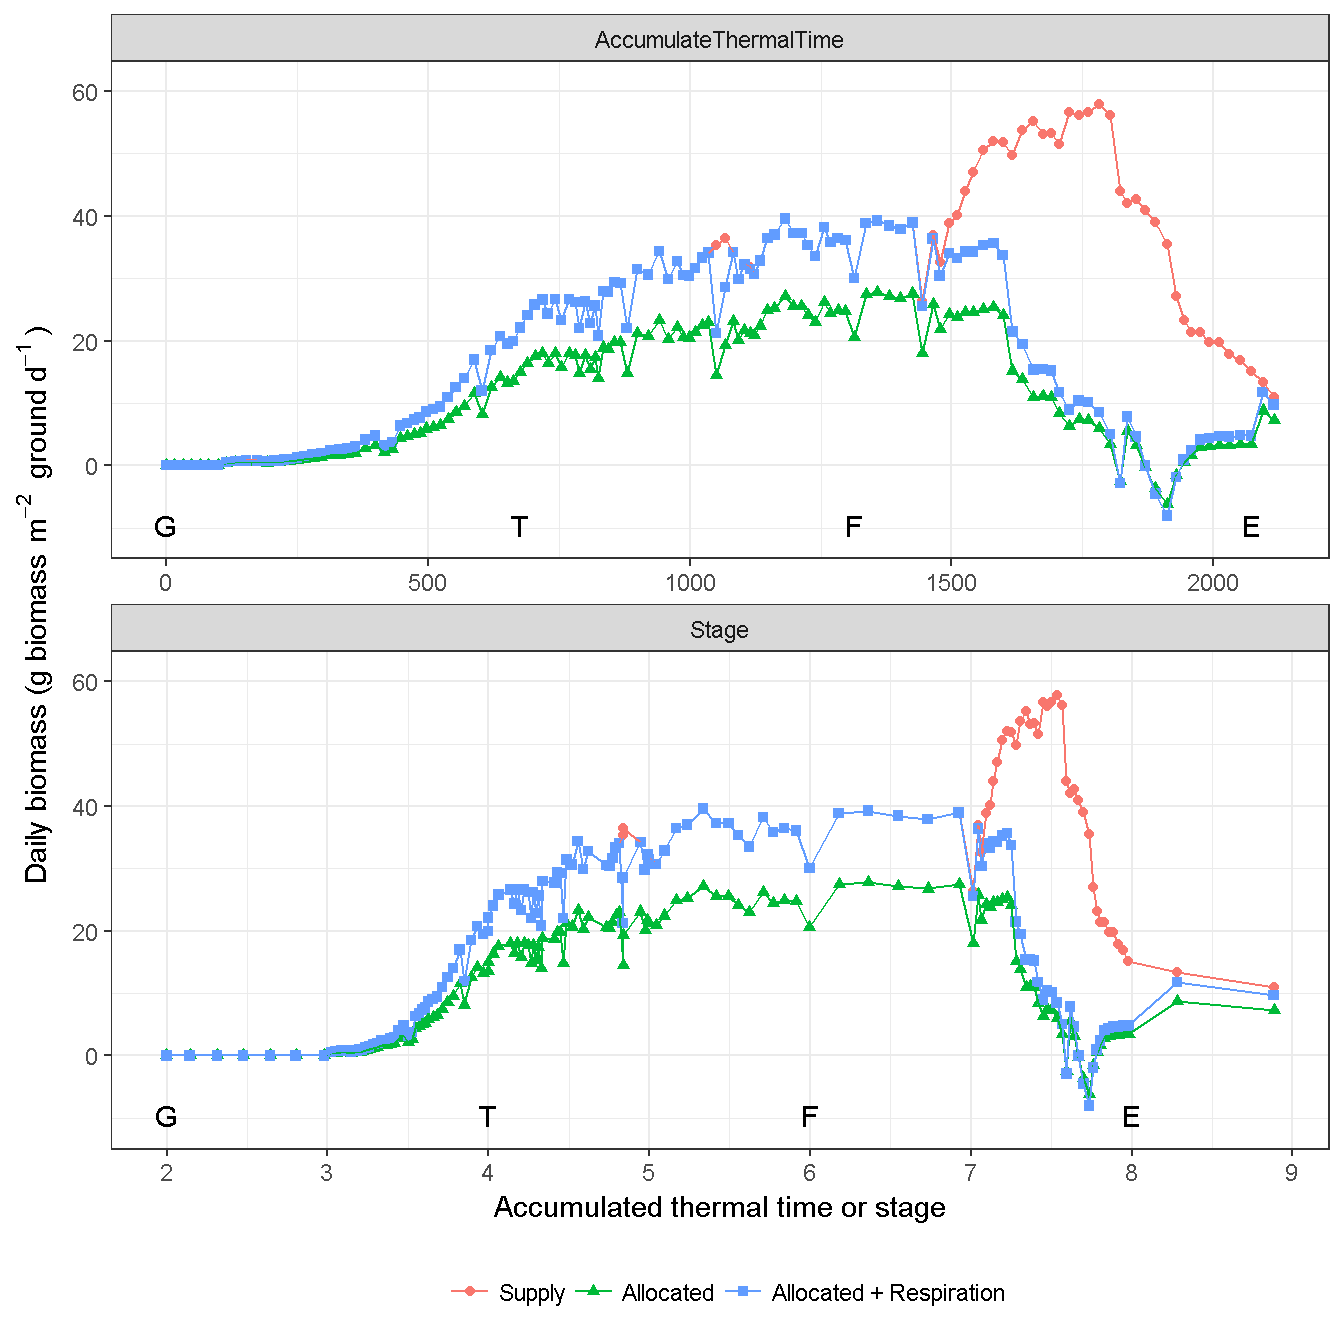 AccumulateThermalTime
60
40
20
0
G T F E
0 500 1000 1500 2000
Stage
60
40
20
0
G T F E
2 3 4 5 6 7 8 9
Daily biomass (g biomass m⁻² ground d⁻¹)
Accumulated thermal time or stage
Supply Allocated Allocated + Respiration